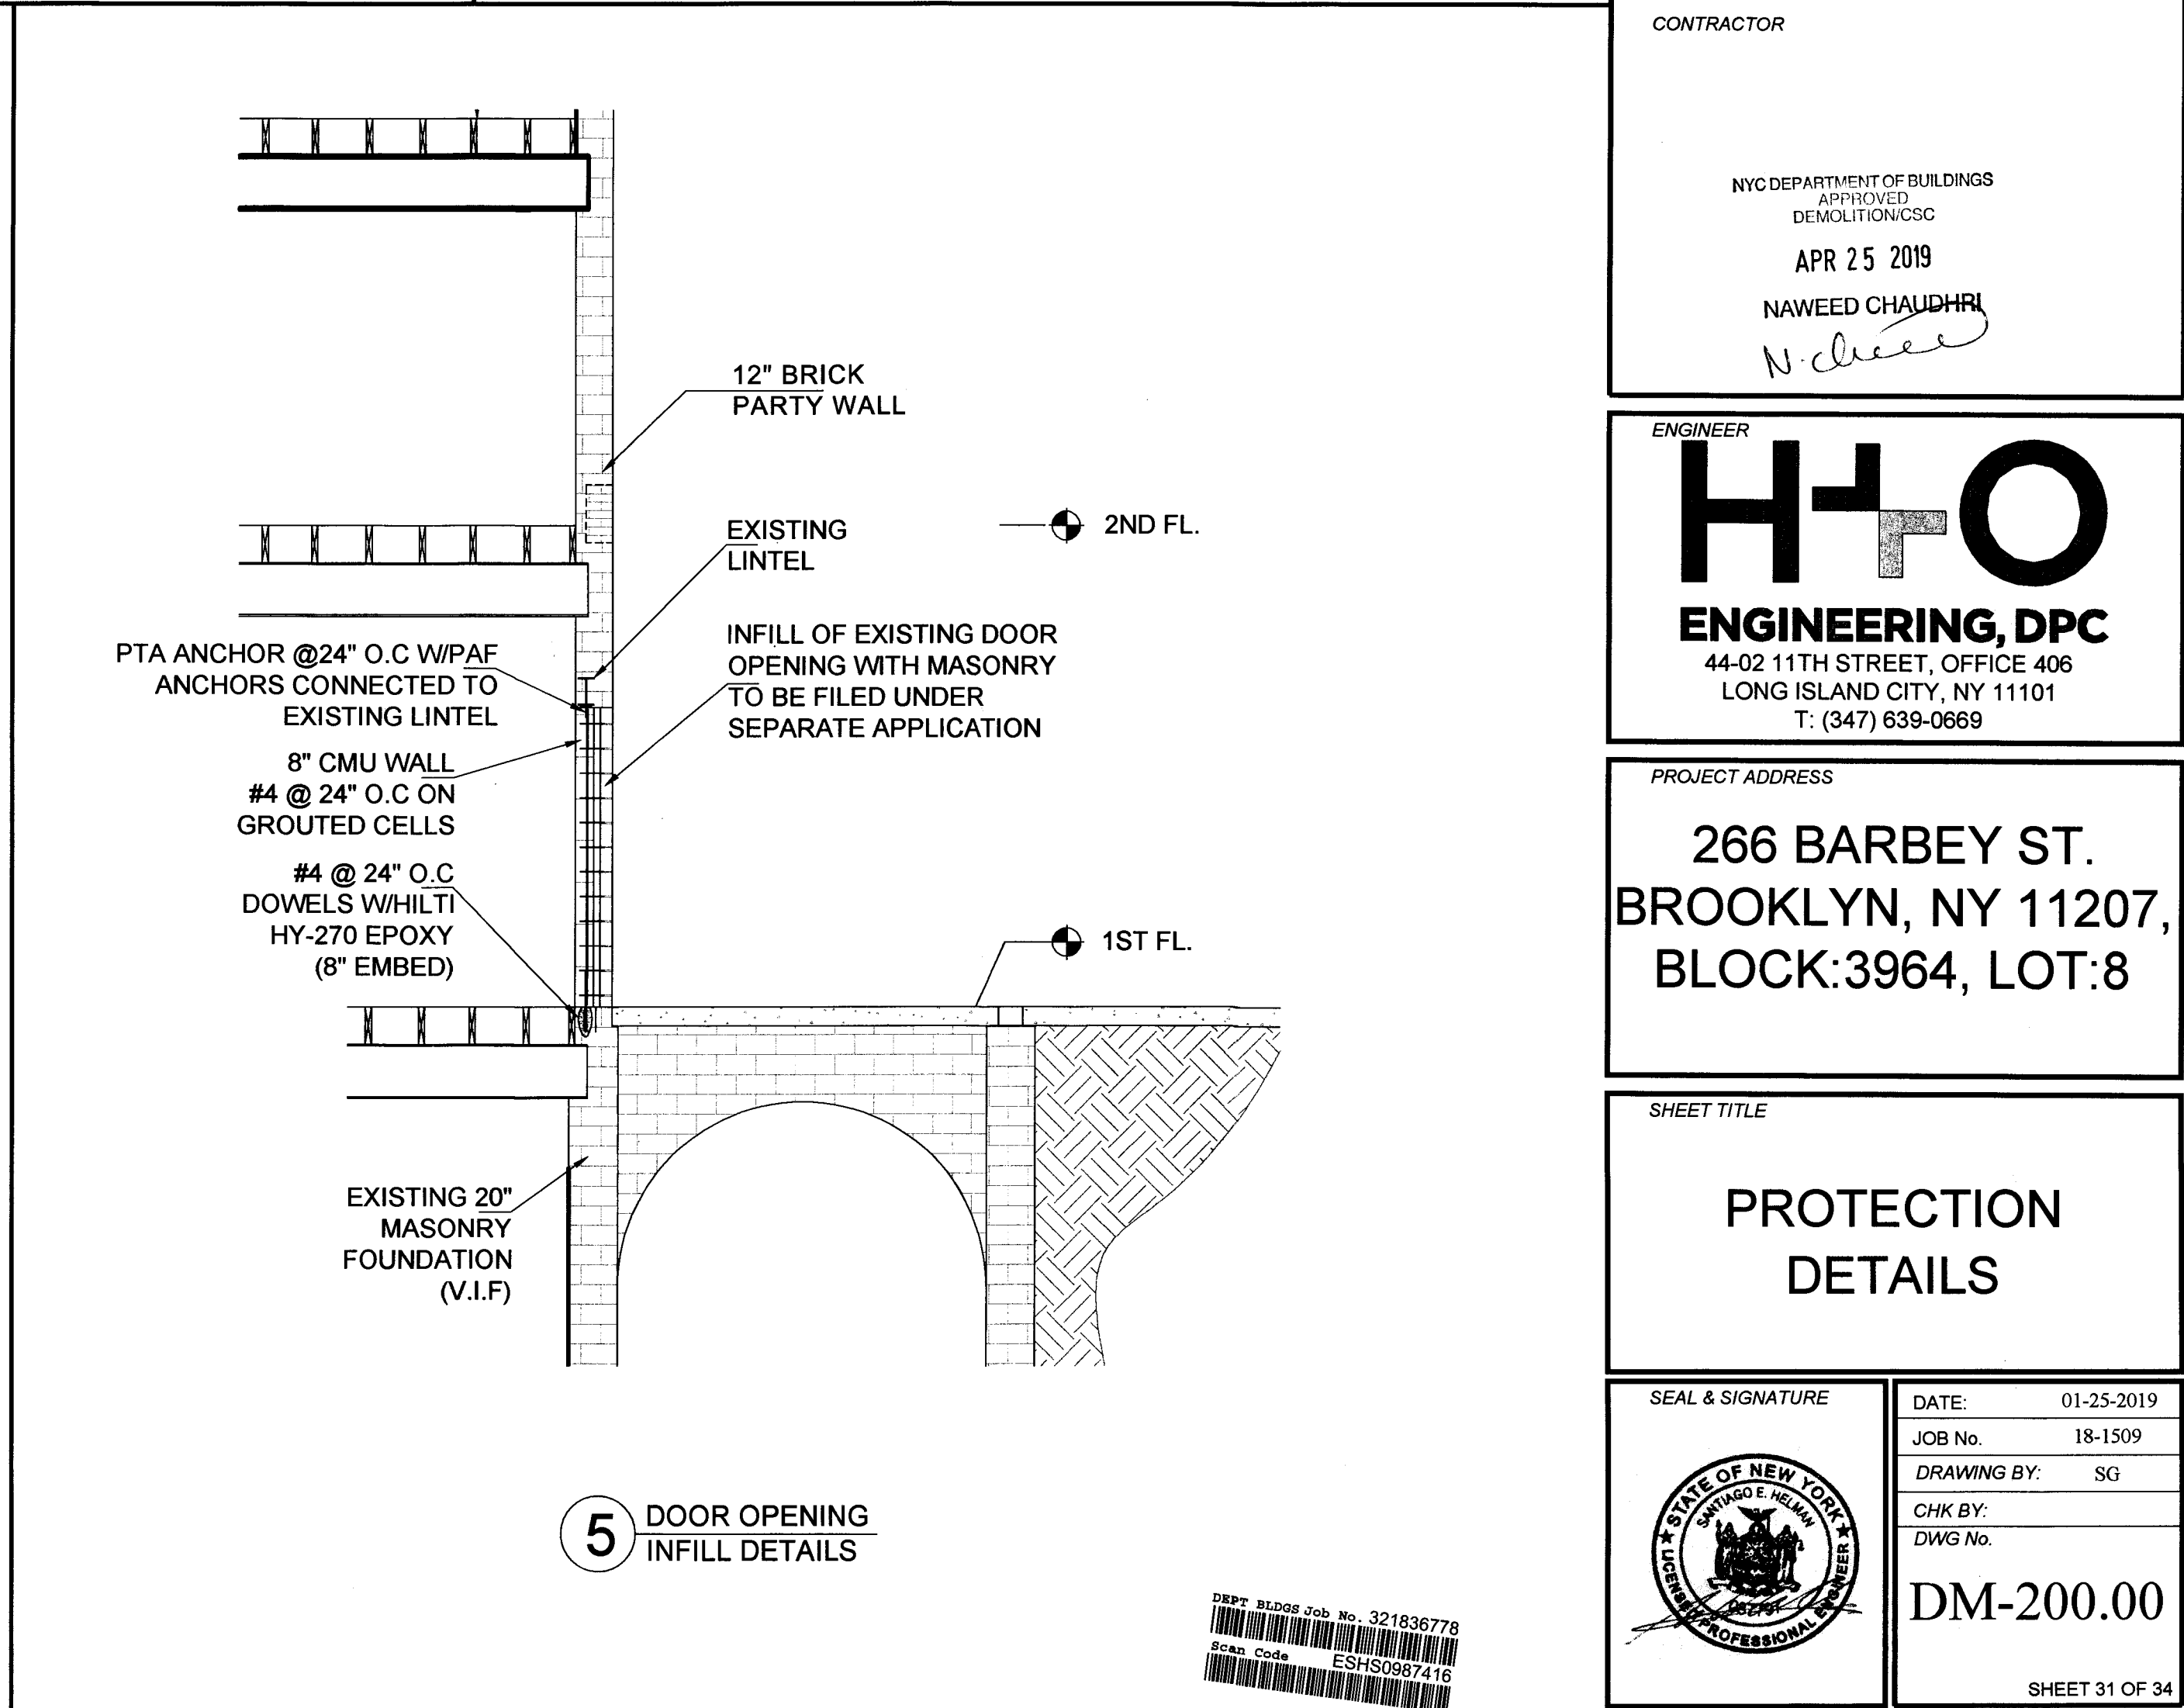 12" BRICK
PARTY WALL
EXISTING
LINTEL
2ND FL.
PTA ANCHOR @24" O.C W/PAF
ANCHORS CONNECTED TO
EXISTING LINTEL
INFILL OF EXISTING DOOR
OPENING WITH MASONRY
TO BE FILED UNDER
SEPARATE APPLICATION
8" CMU WALL
#4 @ 24" O.C ON
GROUTED CELLS
#4 @ 24" O.C
DOWELS W/HILTI
HY-270 EPOXY
(8" EMBED)
1ST FL.
EXISTING 20"
MASONRY
FOUNDATION
(V.I.F)
5
DOOR OPENING
INFILL DETAILS
DEPT BLDGS Job No. 321836778
Scan Code ESHS0987416
CONTRACTOR
NYC DEPARTMENT OF BUILDINGS
APPROVED
DEMOLITION/CSC
APR 25 2019
NAWEED CHAUDHRI
ENGINEER
H+O
ENGINEERING, DPC
44-02 11TH STREET, OFFICE 406
LONG ISLAND CITY, NY 11101
T: (347) 639-0669
PROJECT ADDRESS
266 BARBEY ST.
BROOKLYN, NY 11207,
BLOCK:3964, LOT:8
SHEET TITLE
PROTECTION
DETAILS
SEAL & SIGNATURE
STATE OF NEW YORK
SANTIAGO E. HELMAN
LICENSED PROFESSIONAL ENGINEER
DATE: 01-25-2019
JOB No. 18-1509
DRAWING BY: SG
CHK BY:
DWG No.
DM-200.00
SHEET 31 OF 34